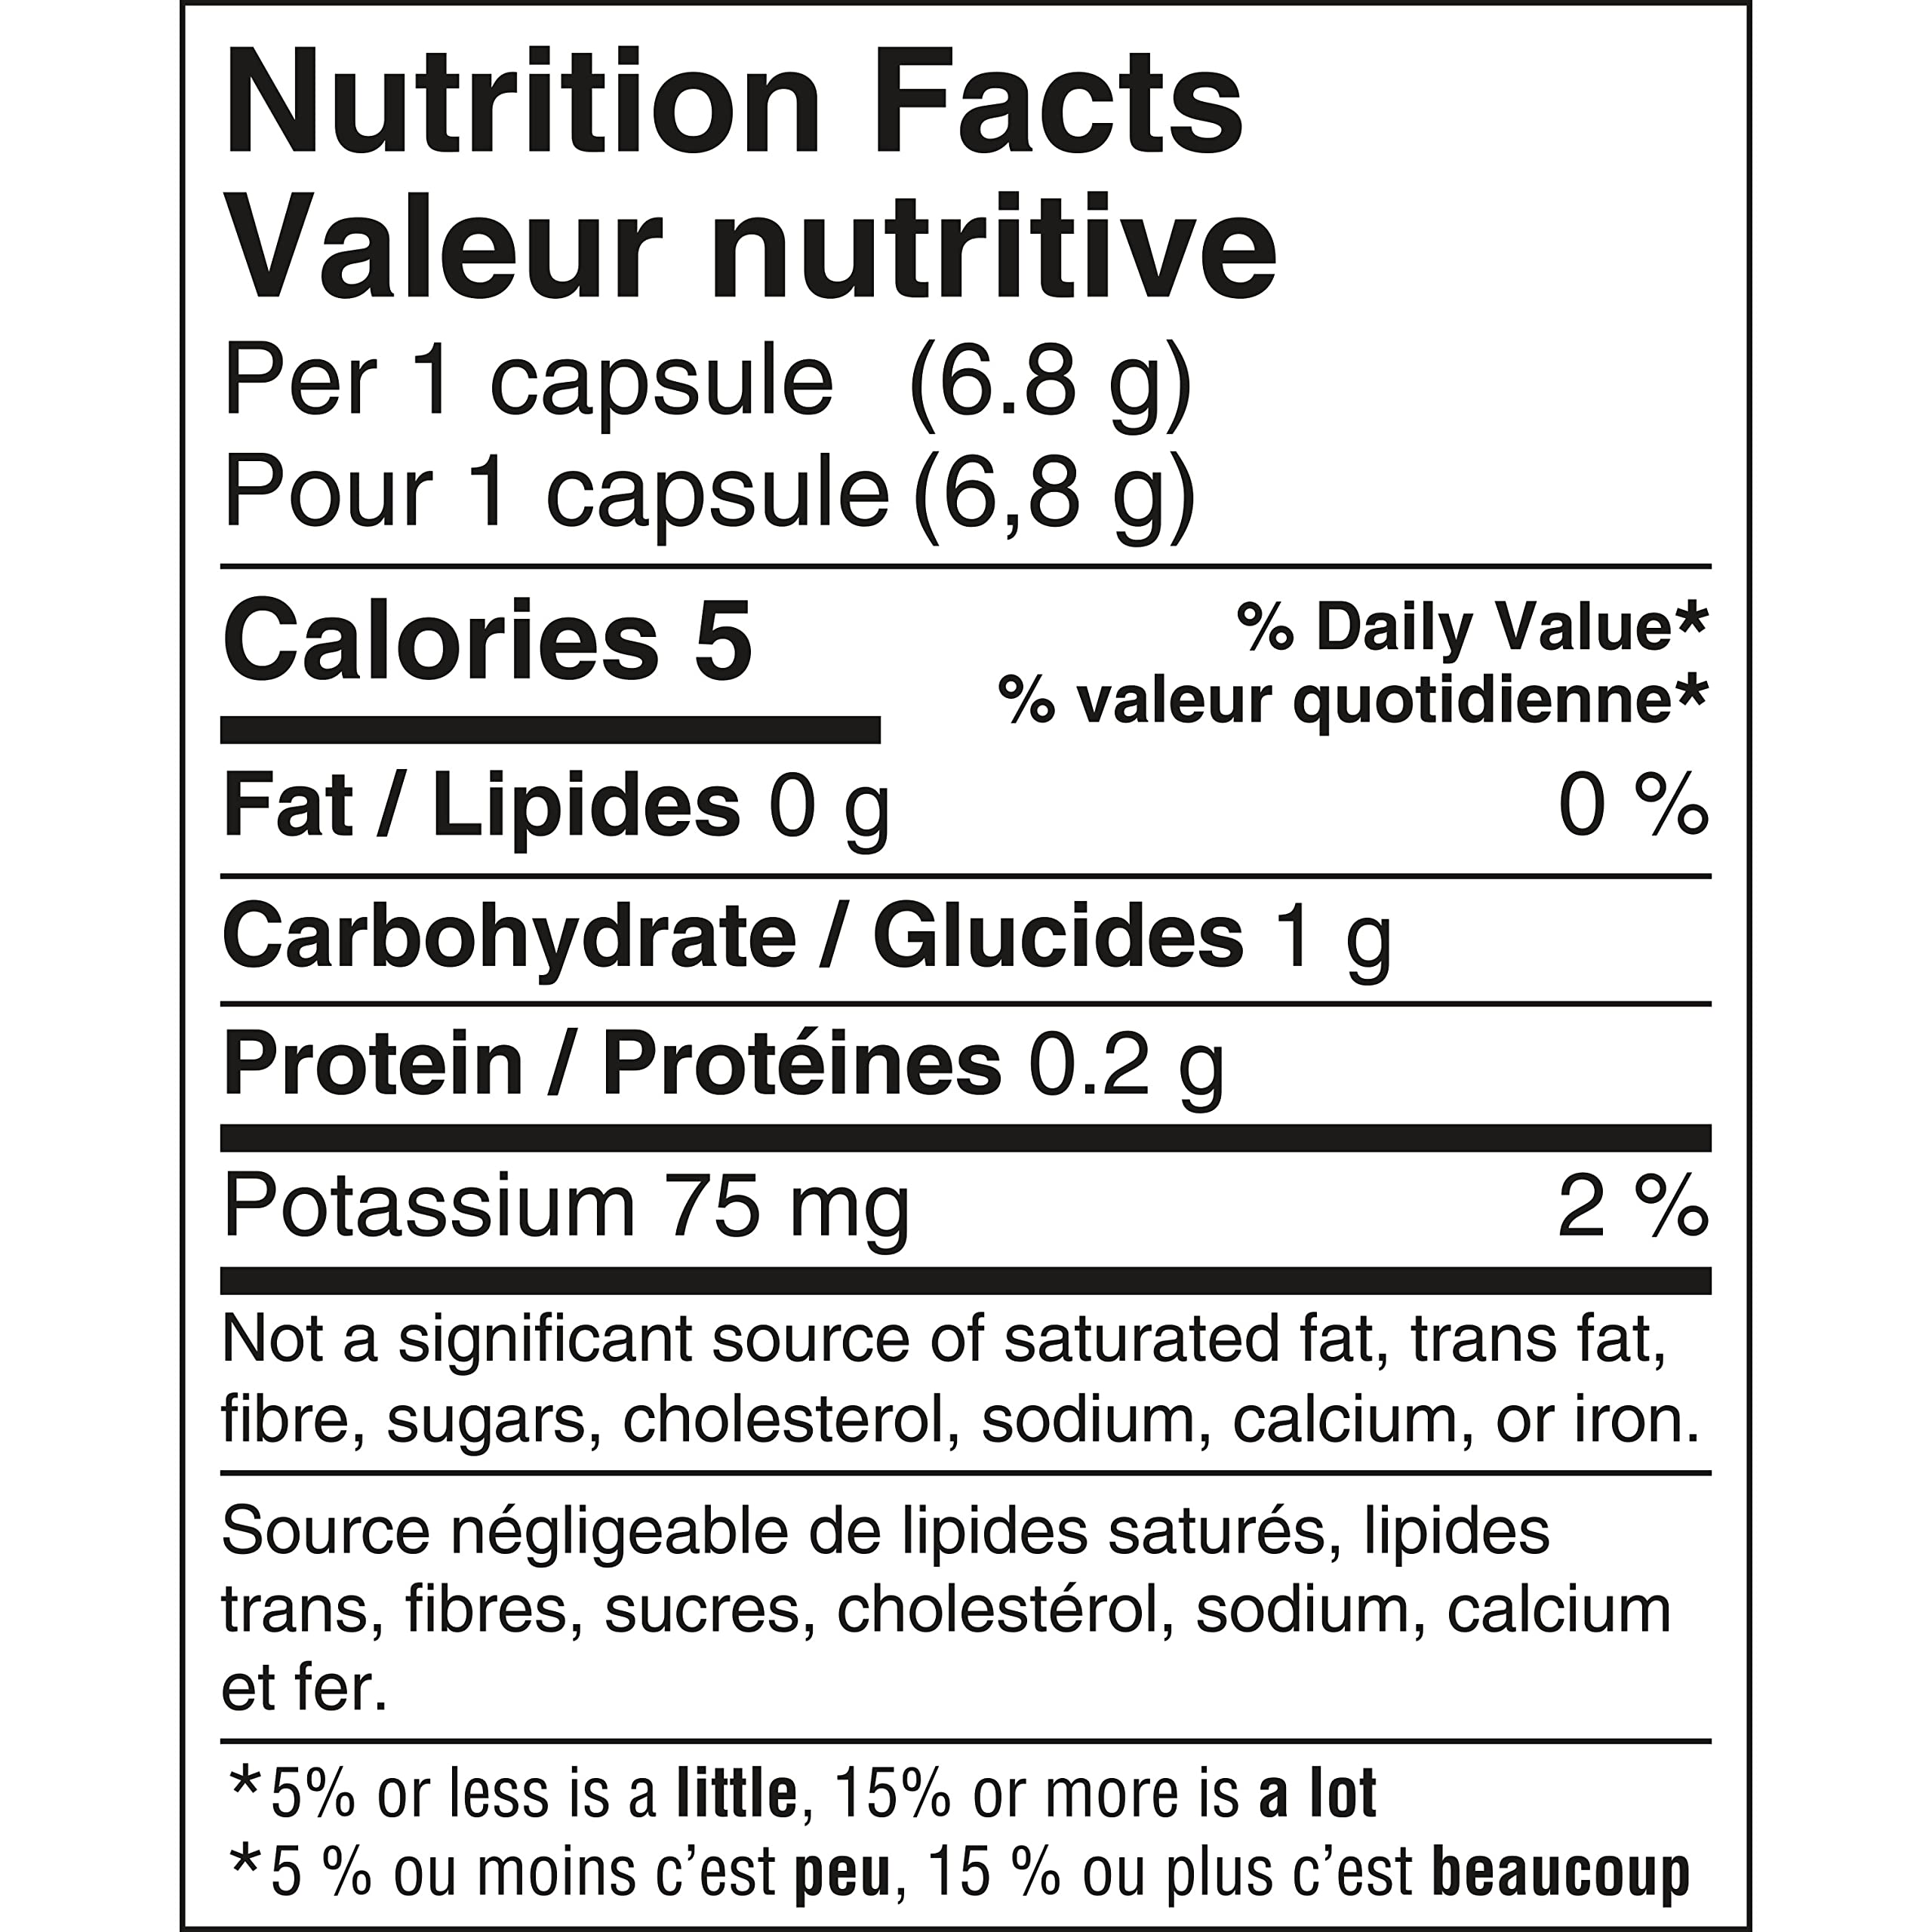 Nutrition Facts
Valeur nutritive
Per 1 capsule (6.8 g)
Pour 1 capsule (6,8 g)
Calories 5
% Daily Value*
% valeur quotidienne*
Fat / Lipides 0 g 0 %
Carbohydrate / Glucides 1 g
Protein / Protéines 0.2 g
Potassium 75 mg 2 %
Not a significant source of saturated fat, trans fat,
fibre, sugars, cholesterol, sodium, calcium, or iron.
Source négligeable de lipides saturés, lipides
trans, fibres, sucres, cholestérol, sodium, calcium
et fer.
*5% or less is a little, 15% or more is a lot
*5 % ou moins c'est peu, 15 % ou plus c'est beaucoup